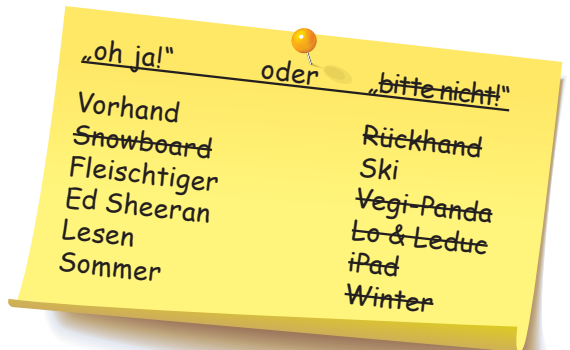 „oh ja!“ oder „bitte nicht!“
Vorhand Rückhand
Snowboard Ski
Fleischtiger Vegi-Panda
Ed Sheeran Lo & Leduc
Lesen iPad
Sommer Winter